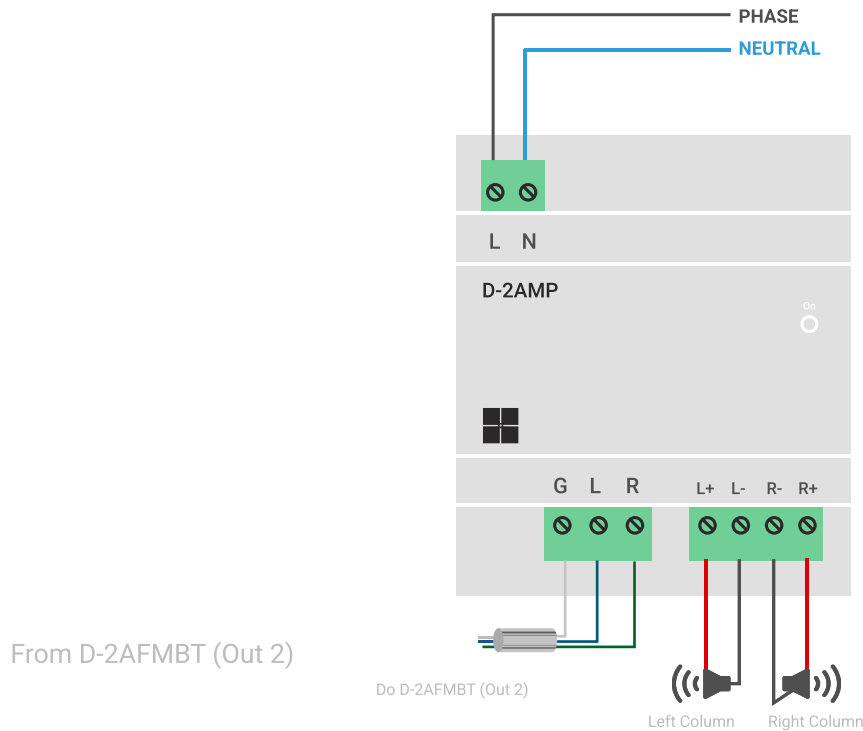 PHASE
NEUTRAL
L N
D-2AMP
On
G L R L+ L- R- R+
From D-2AFMBT (Out 2)
Do D-2AFMBT (Out 2)
Left Column Right Column